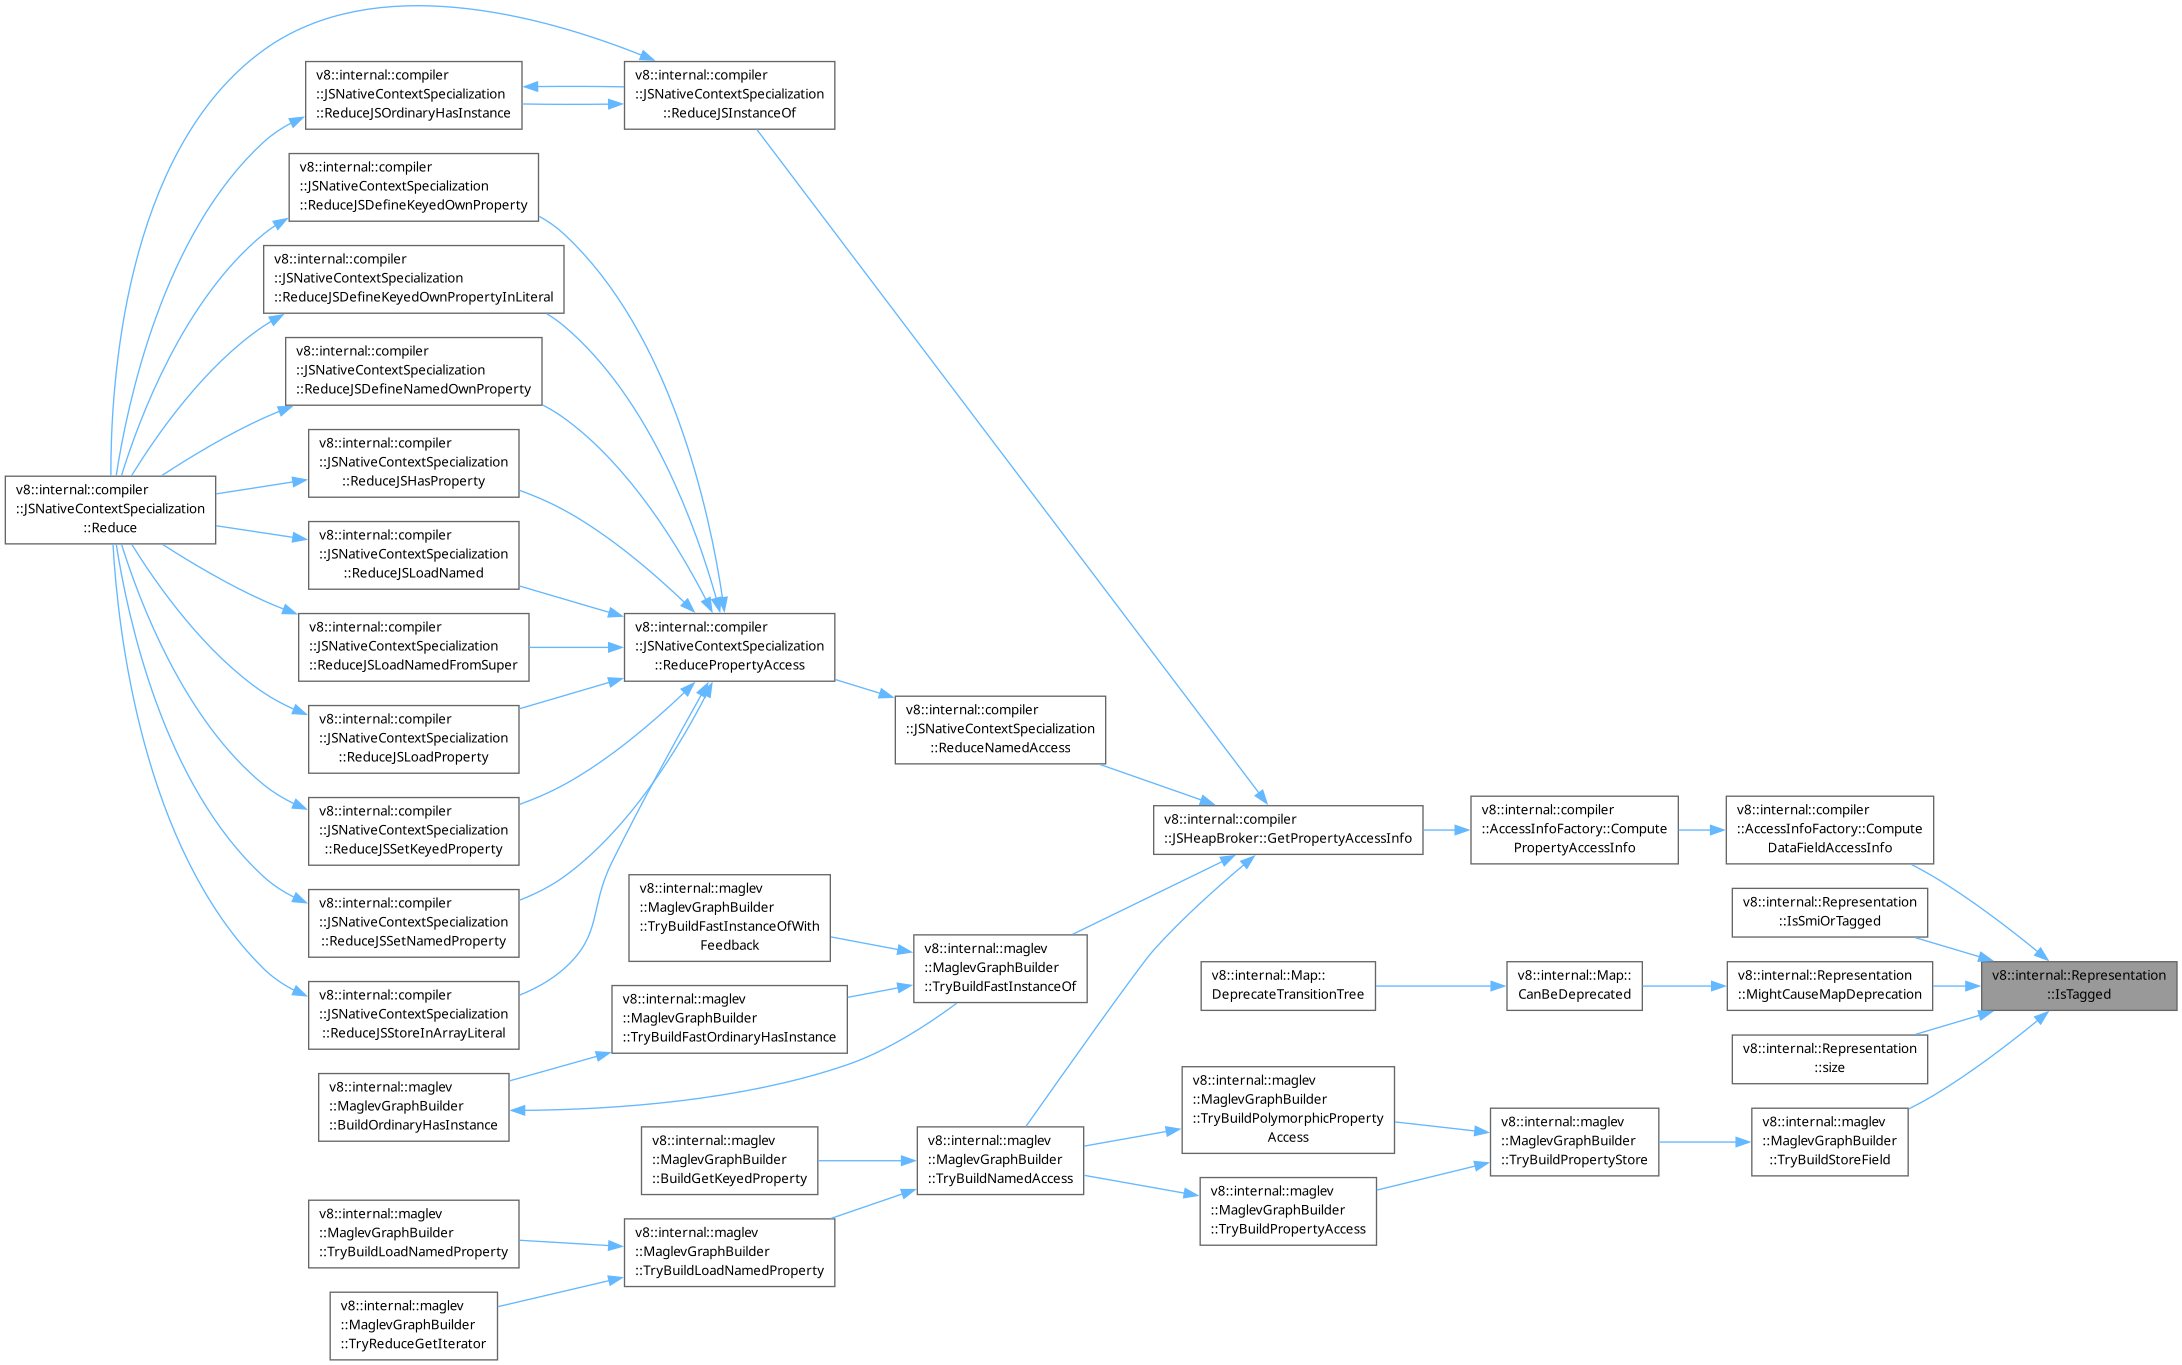 v8::internal::compiler
::JSNativeContextSpecialization
::Reduce
v8::internal::compiler
::JSNativeContextSpecialization
::ReduceJSOrdinaryHasInstance
v8::internal::compiler
::JSNativeContextSpecialization
::ReduceJSDefineKeyedOwnProperty
v8::internal::compiler
::JSNativeContextSpecialization
::ReduceJSDefineKeyedOwnPropertyInLiteral
v8::internal::compiler
::JSNativeContextSpecialization
::ReduceJSDefineNamedOwnProperty
v8::internal::compiler
::JSNativeContextSpecialization
::ReduceJSHasProperty
v8::internal::compiler
::JSNativeContextSpecialization
::ReduceJSLoadNamed
v8::internal::compiler
::JSNativeContextSpecialization
::ReduceJSLoadNamedFromSuper
v8::internal::compiler
::JSNativeContextSpecialization
::ReduceJSLoadProperty
v8::internal::compiler
::JSNativeContextSpecialization
::ReduceJSSetKeyedProperty
v8::internal::compiler
::JSNativeContextSpecialization
::ReduceJSSetNamedProperty
v8::internal::compiler
::JSNativeContextSpecialization
::ReduceJSStoreInArrayLiteral
v8::internal::maglev
::MaglevGraphBuilder
::BuildOrdinaryHasInstance
v8::internal::maglev
::MaglevGraphBuilder
::TryBuildLoadNamedProperty
v8::internal::maglev
::MaglevGraphBuilder
::TryReduceGetIterator
v8::internal::compiler
::JSNativeContextSpecialization
::ReduceJSInstanceOf
v8::internal::compiler
::JSNativeContextSpecialization
::ReducePropertyAccess
v8::internal::maglev
::MaglevGraphBuilder
::TryBuildFastInstanceOfWith
Feedback
v8::internal::maglev
::MaglevGraphBuilder
::TryBuildFastOrdinaryHasInstance
v8::internal::maglev
::MaglevGraphBuilder
::BuildGetKeyedProperty
v8::internal::maglev
::MaglevGraphBuilder
::TryBuildLoadNamedProperty
v8::internal::compiler
::JSNativeContextSpecialization
::ReduceNamedAccess
v8::internal::maglev
::MaglevGraphBuilder
::TryBuildFastInstanceOf
v8::internal::maglev
::MaglevGraphBuilder
::TryBuildNamedAccess
v8::internal::compiler
::JSHeapBroker::GetPropertyAccessInfo
v8::internal::Map::
DeprecateTransitionTree
v8::internal::maglev
::MaglevGraphBuilder
::TryBuildPolymorphicProperty
Access
v8::internal::maglev
::MaglevGraphBuilder
::TryBuildPropertyAccess
v8::internal::compiler
::AccessInfoFactory::Compute
PropertyAccessInfo
v8::internal::Map::
CanBeDeprecated
v8::internal::maglev
::MaglevGraphBuilder
::TryBuildPropertyStore
v8::internal::compiler
::AccessInfoFactory::Compute
DataFieldAccessInfo
v8::internal::Representation
::IsSmiOrTagged
v8::internal::Representation
::MightCauseMapDeprecation
v8::internal::Representation
::size
v8::internal::maglev
::MaglevGraphBuilder
::TryBuildStoreField
v8::internal::Representation
::IsTagged